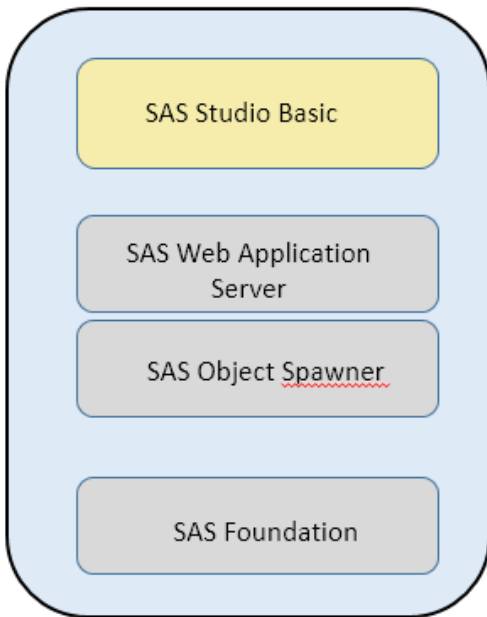 SAS Studio Basic
SAS Web Application
Server
SAS Object Spawner
SAS Foundation